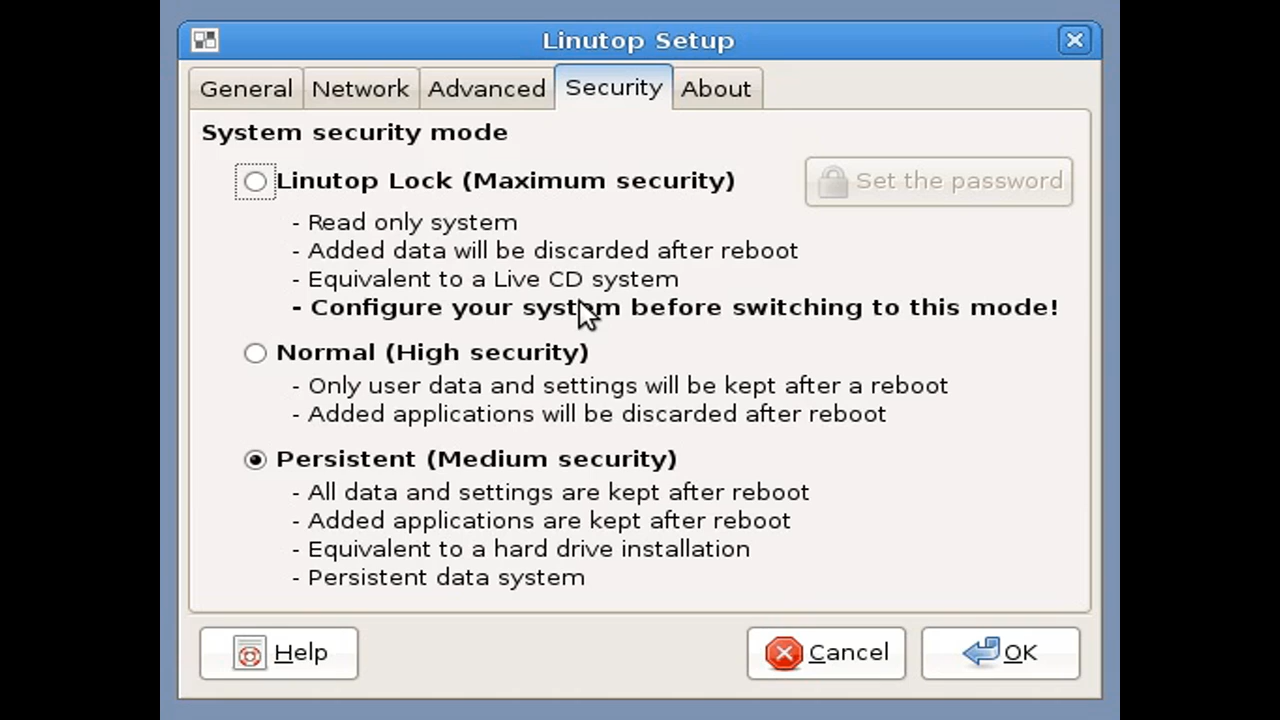 Linutop Setup
General Network Advanced Security About
System security mode
Linutop Lock (Maximum security) Set the password
- Read only system
- Added data will be discarded after reboot
- Equivalent to a Live CD system
- Configure your system before switching to this mode!
Normal (High security)
- Only user data and settings will be kept after a reboot
- Added applications will be discarded after reboot
Persistent (Medium security)
- All data and settings are kept after reboot
- Added applications are kept after reboot
- Equivalent to a hard drive installation
- Persistent data system
Help Cancel OK